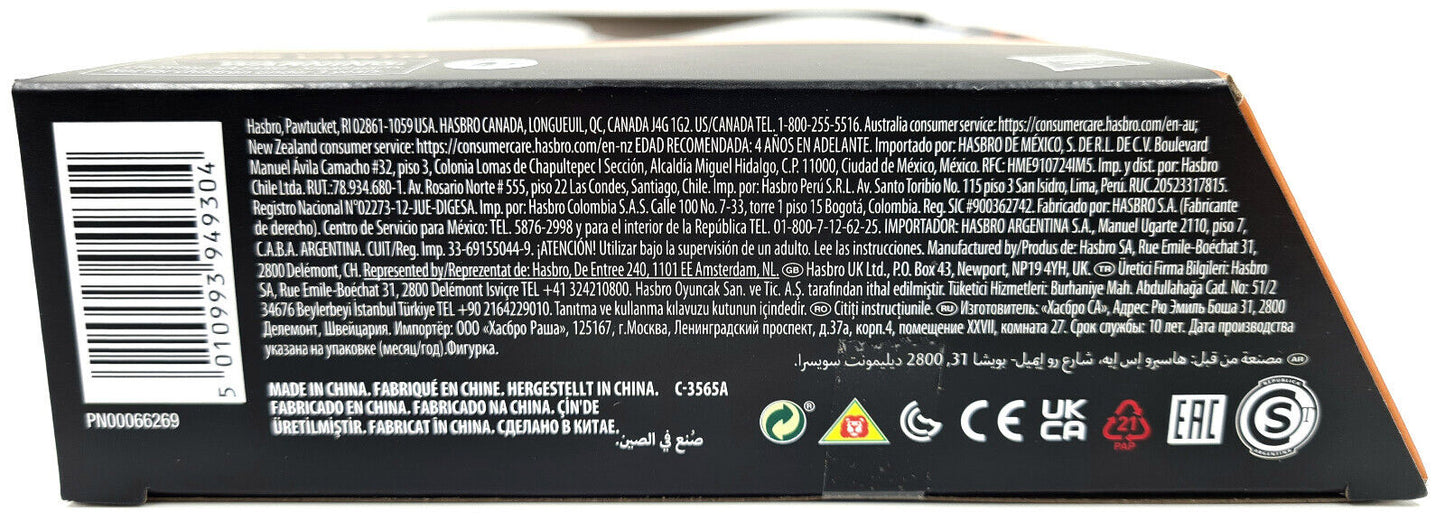 Hasbro, Pawtucket, RI 02861-1059 USA. HASBRO CANADA, LONGUEUIL, QC, CANADA J4G 1G2. US/CANADA TEL. 1-800-255-5516. Australia consumer service: https://consumercare.hasbro.com/en-au;
New Zealand consumer service: https://consumercare.hasbro.com/en-nz EDAD RECOMENDADA: 4 AÑOS EN ADELANTE. Importado por: HASBRO DE MÉXICO, S. DE R.L. DE C.V. Boulevard
Manuel Ávila Camacho #32, piso 3, Colonia Lomas de Chapultepec I Sección, Alcaldía Miguel Hidalgo, C.P. 11000, Ciudad de México, México. RFC: HME910724IM5. Imp. y dist. por: Hasbro
Chile Ltda. RUT.:78.934.680-1. Av. Rosario Norte # 555, piso 22 Las Condes, Santiago, Chile. Imp. por: Hasbro Perú S.R.L. Av. Santo Toribio No. 115 piso 3 San Isidro, Lima, Perú. RUC.20523317815.
Registro Nacional N°02273-12-JUE-DIGESA. Imp. por: Hasbro Colombia S.A.S. Calle 100 No. 7-33, torre 1 piso 15 Bogotá, Colombia. Reg. SIC #900362742. Fabricado por: HASBRO S.A. (Fabricante
de derecho). Centro de Servicio para México: TEL. 5876-2998 y para el interior de la República TEL. 01-800-7-12-62-25. IMPORTADOR: HASBRO ARGENTINA S.A., Manuel Ugarte 2110, piso 7,
C.A.B.A. ARGENTINA. CUIT/Reg. Imp. 33-69155044-9. ¡ATENCIÓN! Utilizar bajo la supervisión de un adulto. Lee las instrucciones. Manufactured by/Produs de: Hasbro SA, Rue Emile-Boéchat 31,
2800 Delémont, CH. Represented by/Reprezentat de: Hasbro, De Entree 240, 1101 EE Amsterdam, NL. GB Hasbro UK Ltd., P.O. Box 43, Newport, NP19 4YH, UK. TR Üretici Firma Bilgileri: Hasbro
SA, Rue Emile-Boéchat 31, 2800 Delémont İsviçre TEL +41 324210800. Hasbro Oyuncak San. ve Tic. A.S. tarafından ithal edilmiştir. Tüketici Hizmetleri: Burhaniye Mah. Abdullahağa Cad. No: 51/2
34676 Beylerbeyi İstanbul Türkiye TEL +90 2164229010. Tanıtma ve kullanma kılavuzu kutunun içindedir. RO Citiți instrucțiunile. RU Изготовитель: «Хасбро СА», Адрес: Рю Эмиль Боша 31, 2800
Делемонт, Швейцария. Импортёр: ООО «Хасбро Раша», 125167, г.Москва, Ленинградский проспект, д.37а, корп.4, помещение XXVII, комната 27. Срок службы: 10 лет. Дата производства
указана на упаковке (месяц/год).Фигурка.
AR مصنعة من قبل: هاسبرو إس إيه، شارع رو إيميل- بويشا 31, 2800 ديليمونت سويسرا.
5 010993 949304
PN00066269
MADE IN CHINA. FABRIQUÉ EN CHINE. HERGESTELLT IN CHINA. C-3565A
FABRICADO EN CHINA. FABRICADO NA CHINA. ÇİN'DE
ÜRETİLMİŞTİR. FABRICAT ÎN CHINA. СДЕЛАНО В КИТАЕ.
صُنع في الصين.
CE
UK
CA
21
PAP
EAC
REPUBLICA
S
ARGENTINA